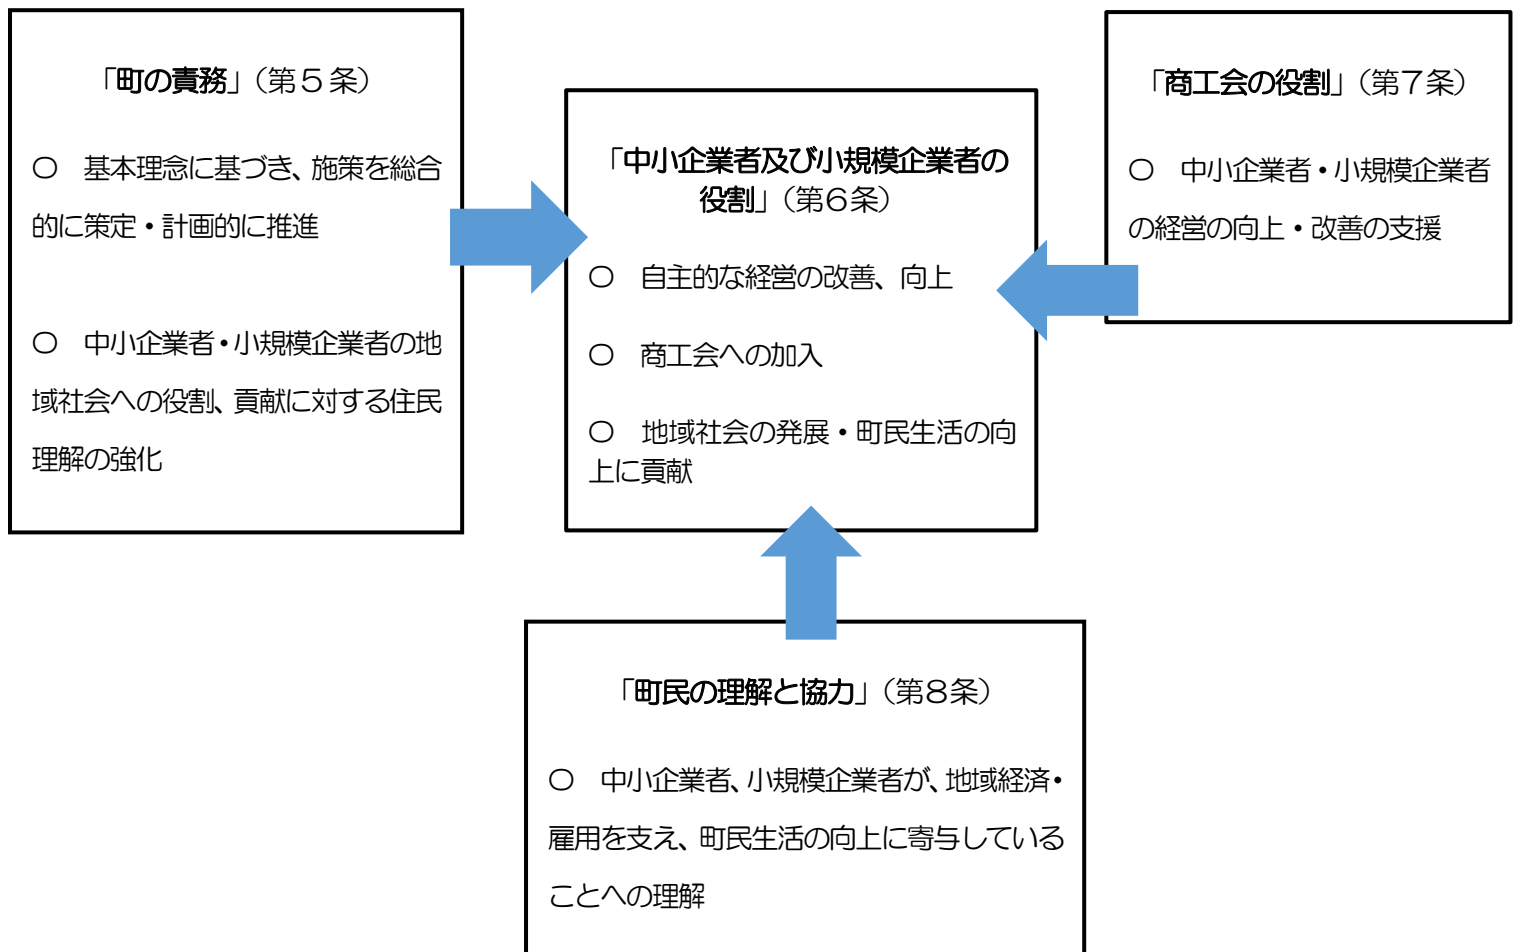 「町の責務」（第５条）
○　基本理念に基づき、施策を総合
的に策定・計画的に推進
○　中小企業者・小規模企業者の地
域社会への役割、貢献に対する住民
理解の強化
「中小企業者及び小規模企業者の
役割」（第６条）
○　自主的な経営の改善、向上
○　商工会への加入
○　地域社会の発展・町民生活の向
上に貢献
「商工会の役割」（第７条）
○　中小企業者・小規模企業者
の経営の向上・改善の支援
「町民の理解と協力」（第８条）
○　中小企業者、小規模企業者が、地域経済・
雇用を支え、町民生活の向上に寄与している
ことへの理解